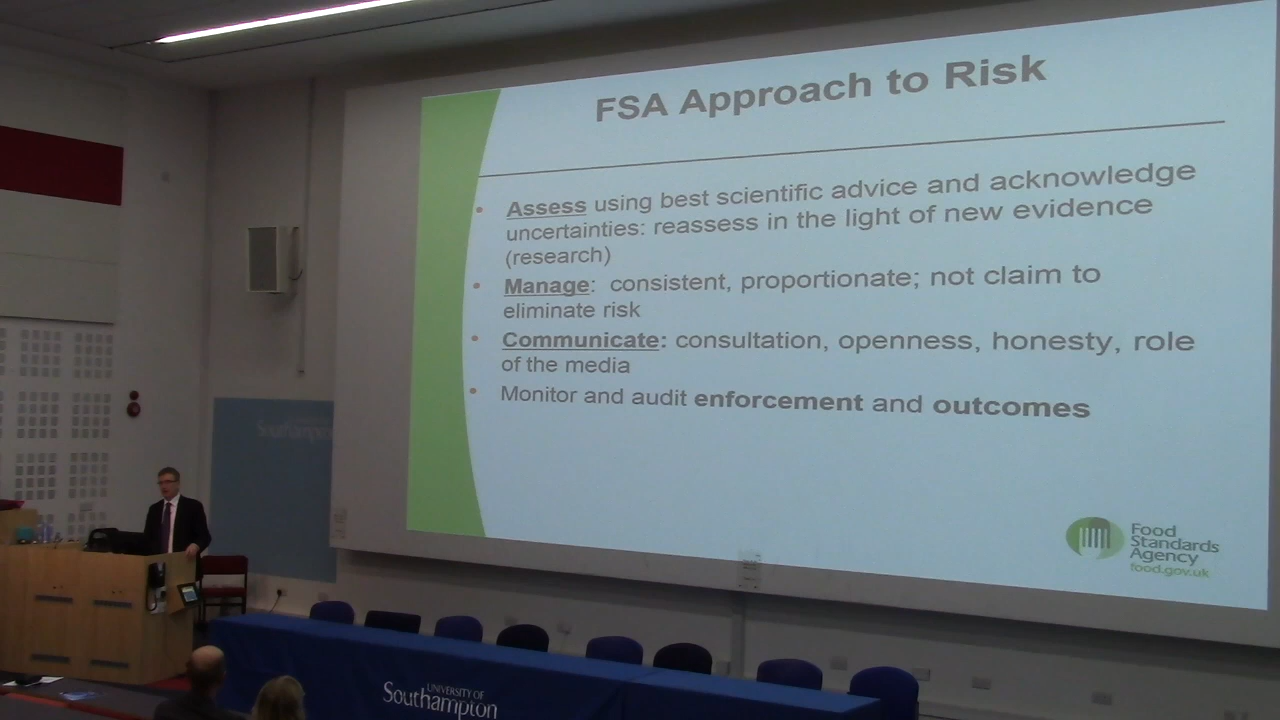 FSA Approach to Risk
• Assess using best scientific advice and acknowledge
uncertainties: reassess in the light of new evidence
(research)
• Manage: consistent, proportionate; not claim to
eliminate risk
• Communicate: consultation, openness, honesty, role
of the media
• Monitor and audit enforcement and outcomes
Food
Standards
Agency
food.gov.uk
Southampton
UNIVERSITY OF
Southampton